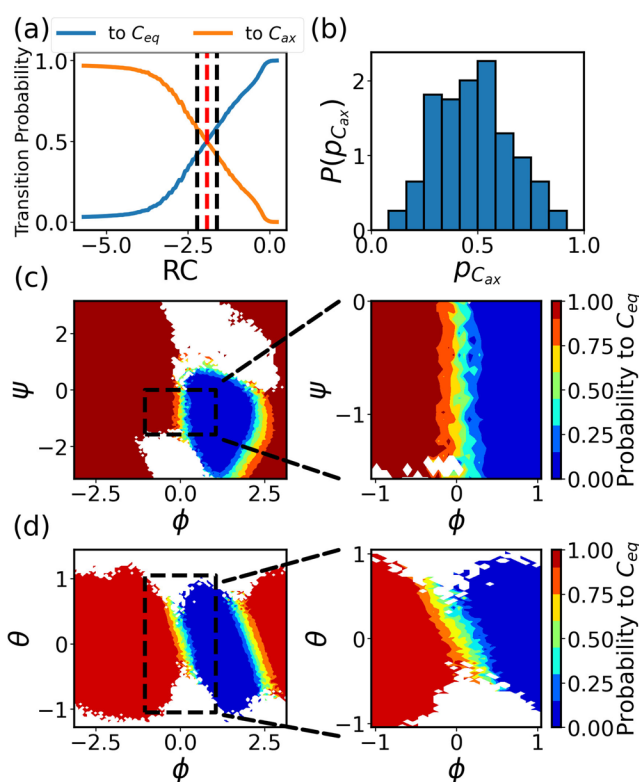 (a)
to C_eq
to C_ax
Transition Probability
1.0
0.5
0.0
−5.0
−2.5
0.0
RC
(b)
P(p_{C_ax})
2
1
0
0.0
0.5
1.0
p_{C_ax}
(c)
ψ
2
0
−2
−2.5
0.0
2.5
ϕ
ψ
0
−1
−1
0
1
ϕ
1.00
0.75
0.50
0.25
0.00
Probability to C_eq
(d)
θ
1
0
−1
−2.5
0.0
2.5
ϕ
θ
1
0
−1
−1
0
1
ϕ
1.00
0.75
0.50
0.25
0.00
Probability to C_eq